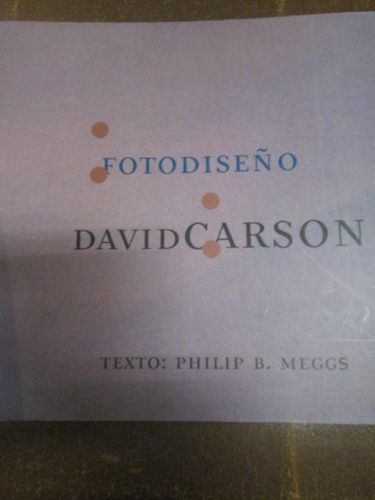 FOTODISEÑO
DAVIDCARSON
TEXTO: PHILIP B. MEGGS